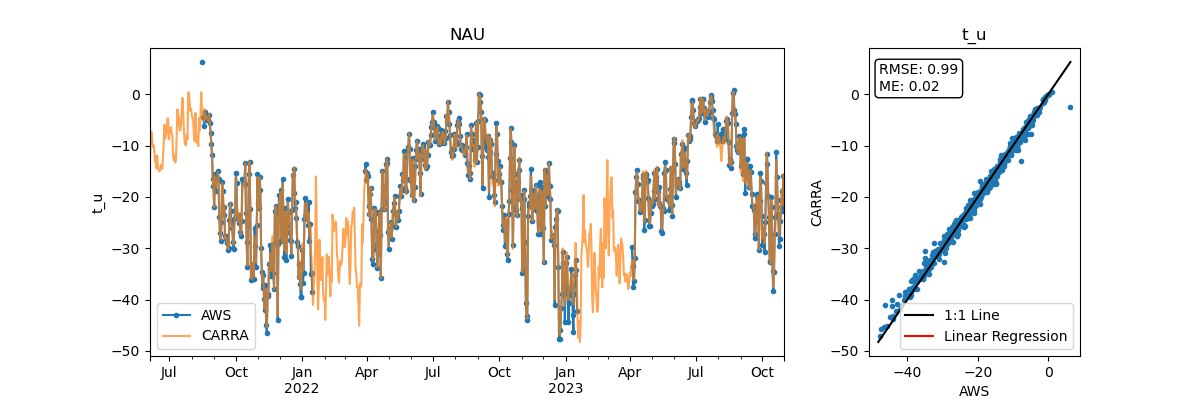 NAU
t_u
0
−10
−20
−30
−40
−50
t_u
AWS
CARRA
Jul
Oct
Jan
2022
Apr
Jul
Oct
Jan
2023
Apr
Jul
Oct
t_u
RMSE: 0.99
ME: 0.02
0
−10
−20
−30
−40
−50
CARRA
1:1 Line
Linear Regression
−40
−20
0
AWS